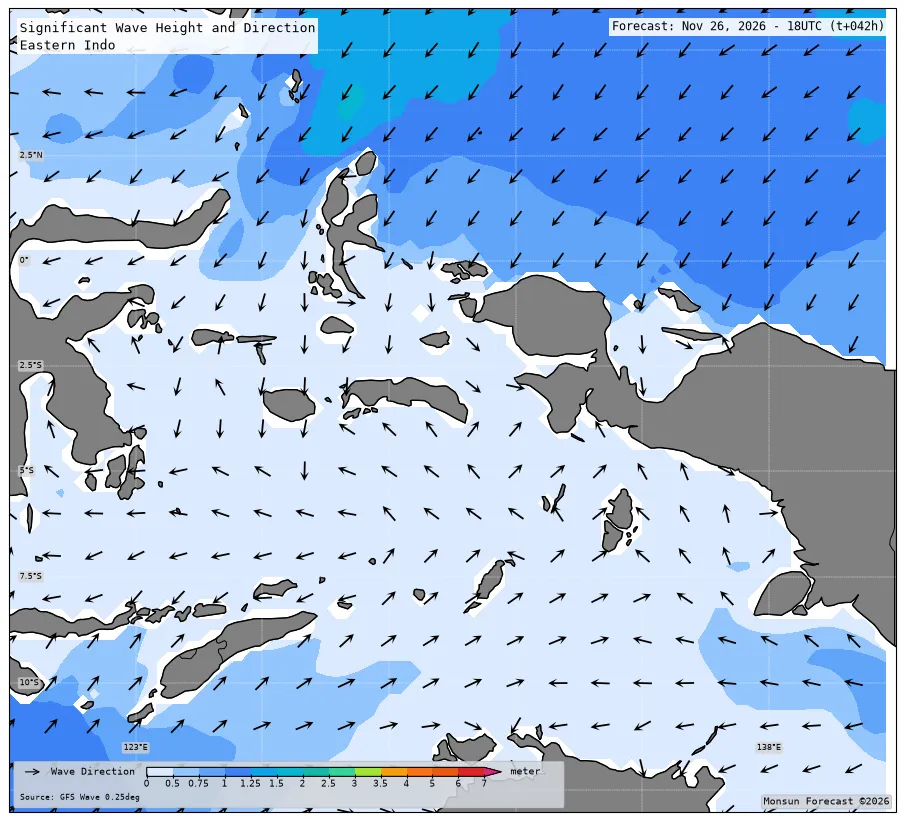 Significant Wave Height and Direction
Eastern Indo
Forecast: Nov 26, 2026 - 18UTC (t+042h)
2.5°N
0°
2.5°S
5°S
7.5°S
10°S
123°E
138°E
Wave Direction
meter
0 0.5 0.75 1 1.25 1.5 2 2.5 3 3.5 4 5 6 7
Source: GFS Wave 0.25deg
Monsun Forecast ©2026